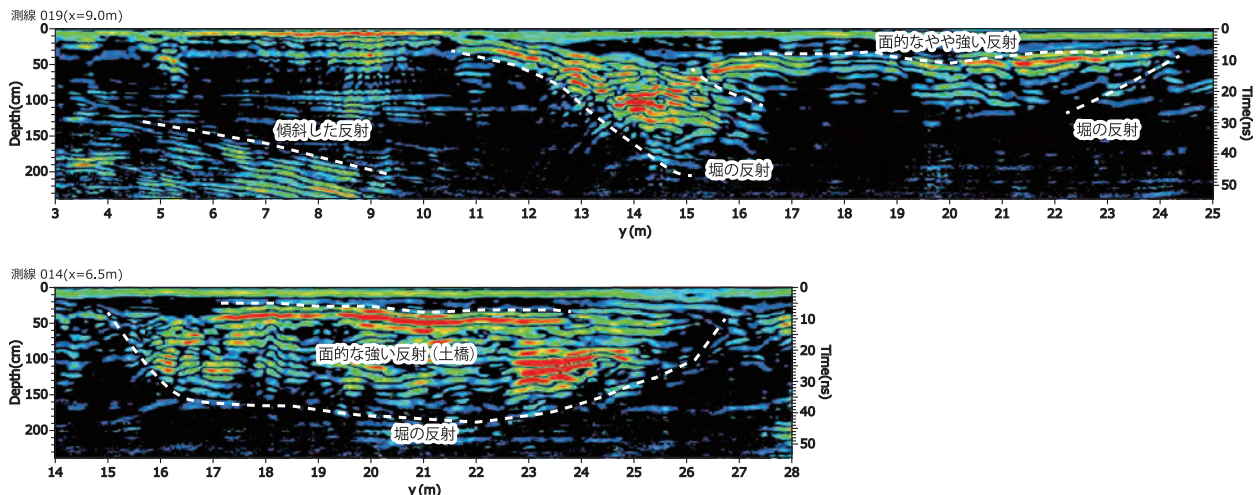 測線 019(x=9.0m)
0
50
100
150
200
Depth(cm)
面的なやや強い反射
傾斜した反射
堀の反射
堀の反射
0
10
20
30
40
50
Time(ns)
3 4 5 6 7 8 9 10 11 12 13 14 15 16 17 18 19 20 21 22 23 24 25
y (m)
測線 014(x=6.5m)
0
50
100
150
200
Depth(cm)
面的な強い反射（土橋）
堀の反射
0
10
20
30
40
50
Time(ns)
14 15 16 17 18 19 20 21 22 23 24 25 26 27 28
y (m)